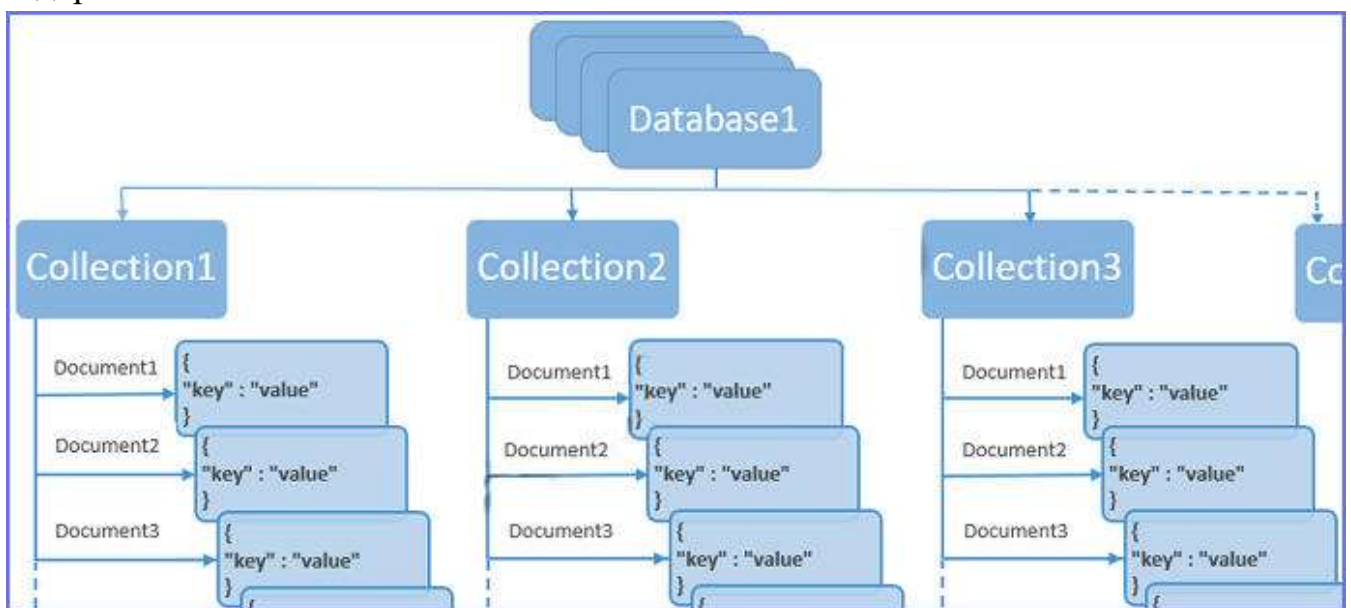 Database1
Collection1
Collection2
Collection3
Co
Document1
{
"key" : "value"
}
Document2
{
"key" : "value"
}
Document3
{
"key" : "value"
}
{
Document1
{
"key" : "value"
}
Document2
{
"key" : "value"
}
Document3
{
"key" : "value"
}
{
Document1
{
"key" : "value"
}
Document2
{
"key" : "value"
}
Document3
{
"key" : "value"
}
{